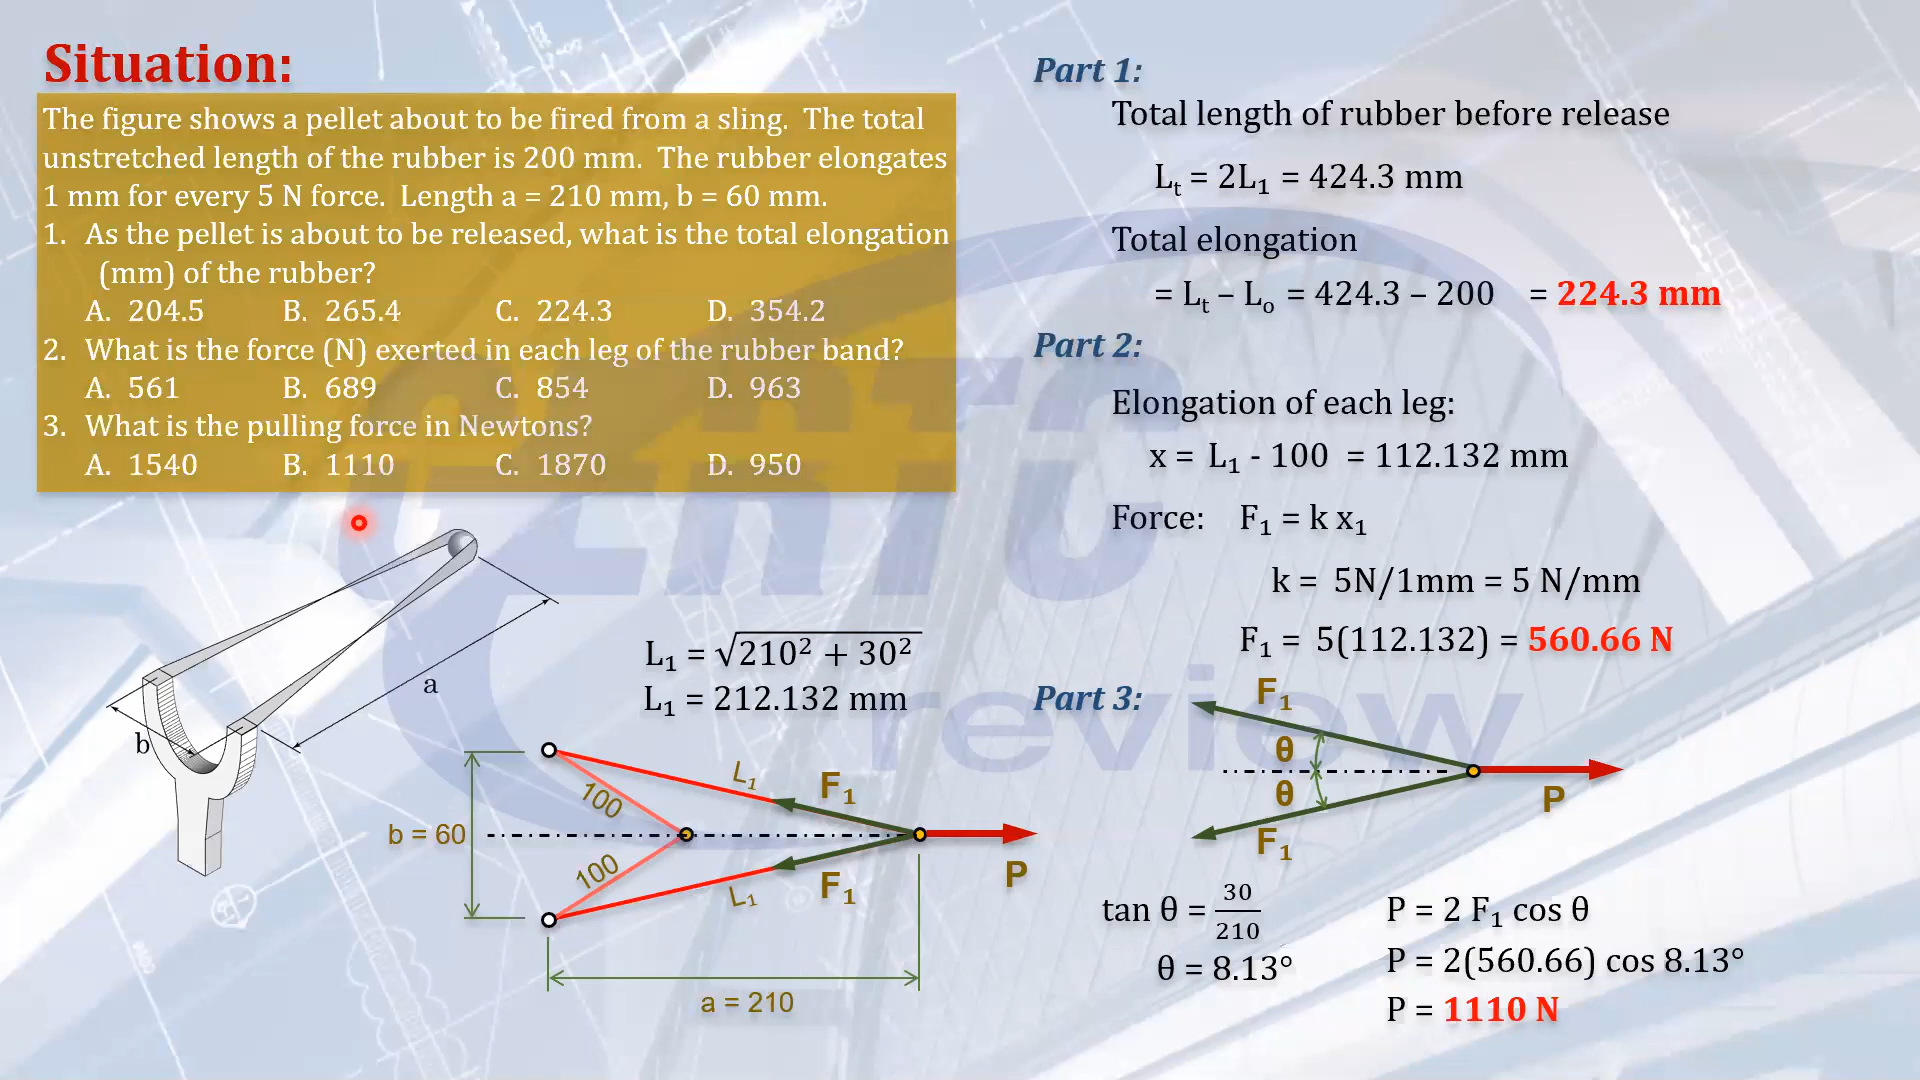 Situation:
The figure shows a pellet about to be fired from a sling. The total
unstretched length of the rubber is 200 mm. The rubber elongates
1 mm for every 5 N force. Length a = 210 mm, b = 60 mm.
1. As the pellet is about to be released, what is the total elongation
(mm) of the rubber?
A. 204.5 B. 265.4 C. 224.3 D. 354.2
2. What is the force (N) exerted in each leg of the rubber band?
A. 561 B. 689 C. 854 D. 963
3. What is the pulling force in Newtons?
A. 1540 B. 1110 C. 1870 D. 950
a
b
L₁ = √210² + 30²
L₁ = 212.132 mm
L₁
F₁
100
b = 60
100
P
L₁
F₁
a = 210
Part 1:
Total length of rubber before release
Lₜ = 2L₁ = 424.3 mm
Total elongation
= Lₜ – Lₒ = 424.3 – 200 = 224.3 mm
Part 2:
Elongation of each leg:
x = L₁ - 100 = 112.132 mm
Force: F₁ = k x₁
k = 5N/1mm = 5 N/mm
F₁ = 5(112.132) = 560.66 N
Part 3:
F₁
θ
θ
P
F₁
tan θ = 30/210
θ = 8.13°
P = 2 F₁ cos θ
P = 2(560.66) cos 8.13°
P = 1110 N
CERTC
review